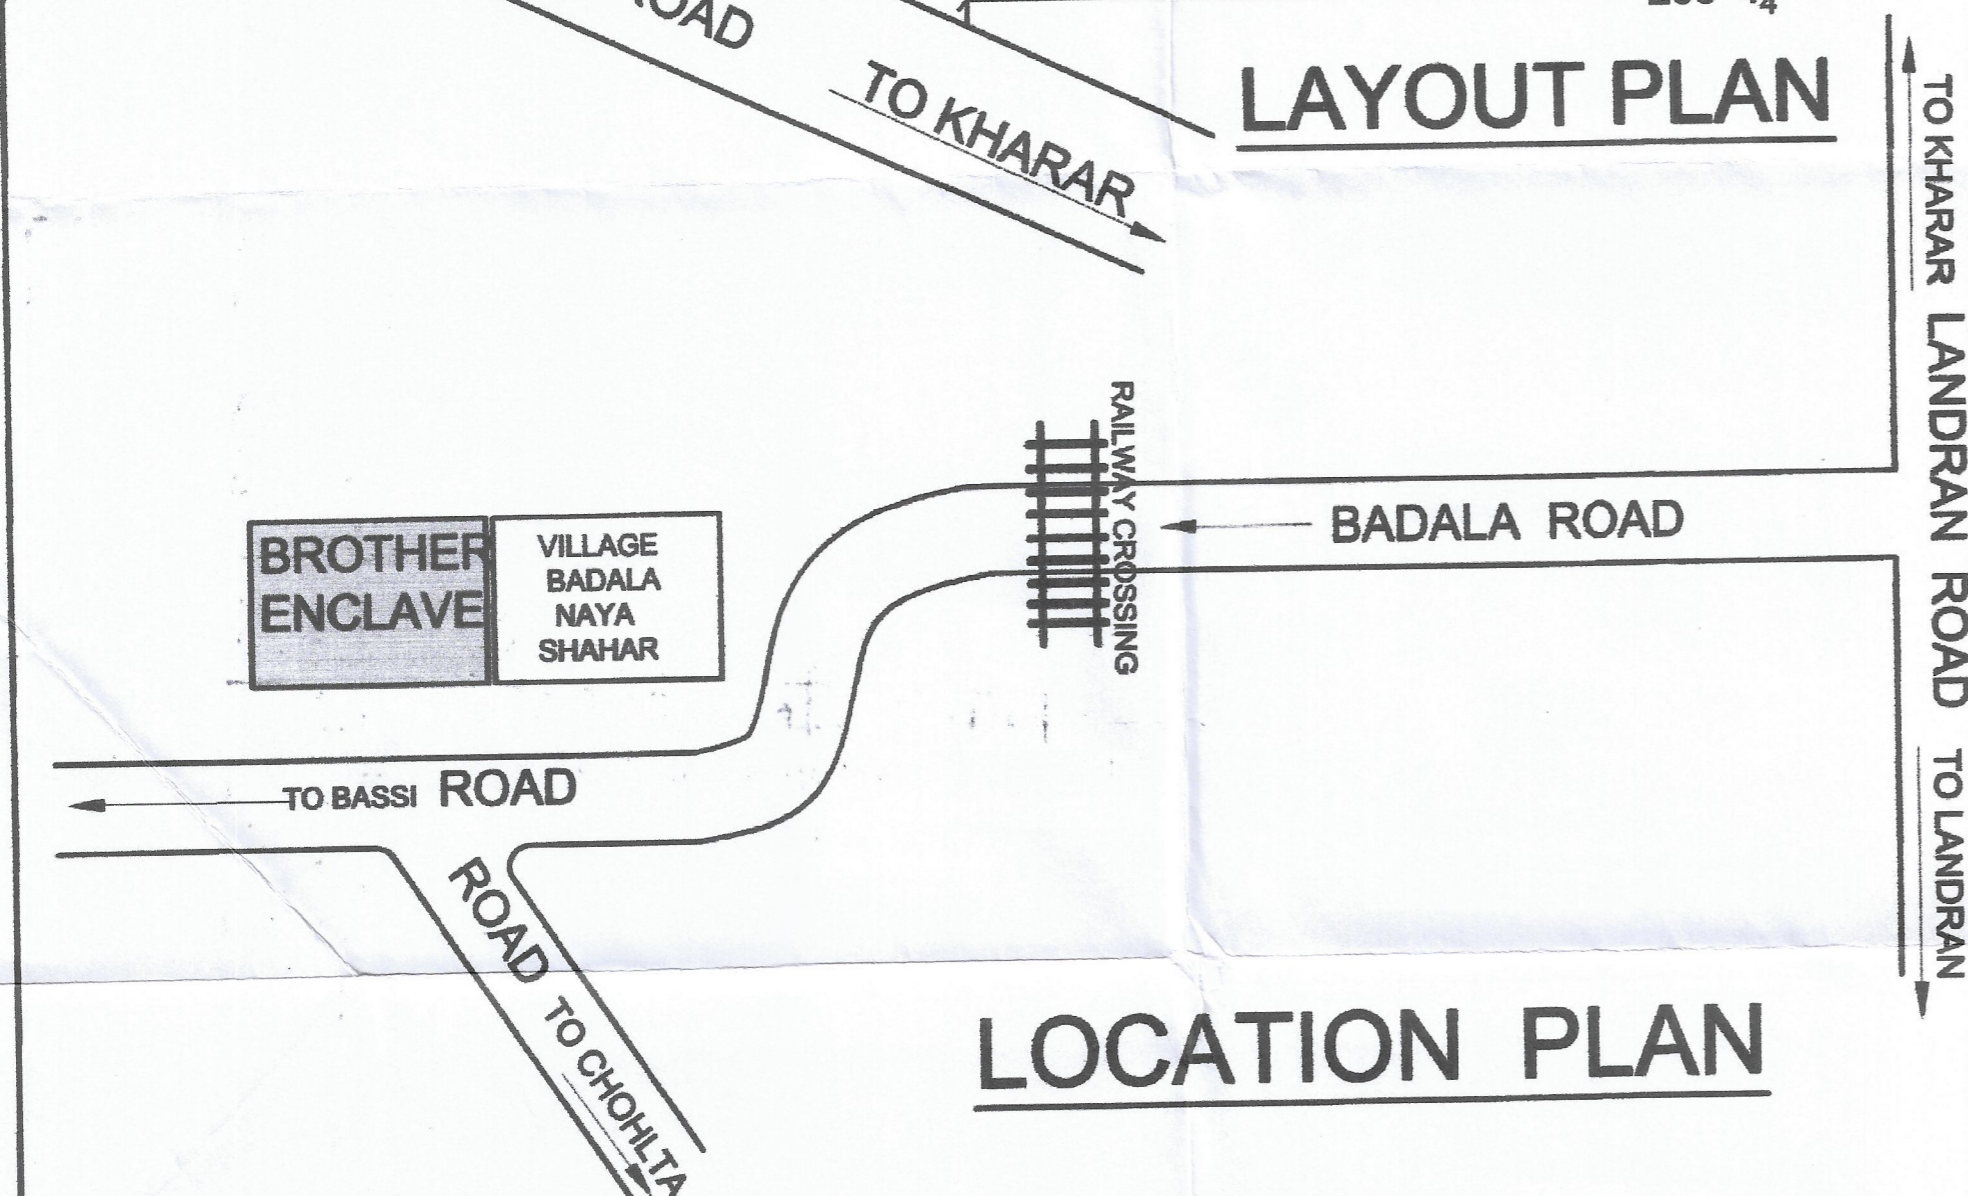 ROAD
TO KHARAR
LAYOUT PLAN
TO KHARAR
LANDRAN ROAD
TO LANDRAN
RAILWAY CROSSING
BADALA ROAD
BROTHER
ENCLAVE
VILLAGE
BADALA
NAYA
SHAHAR
TO BASSI ROAD
ROAD TO CHOHLTA
LOCATION PLAN